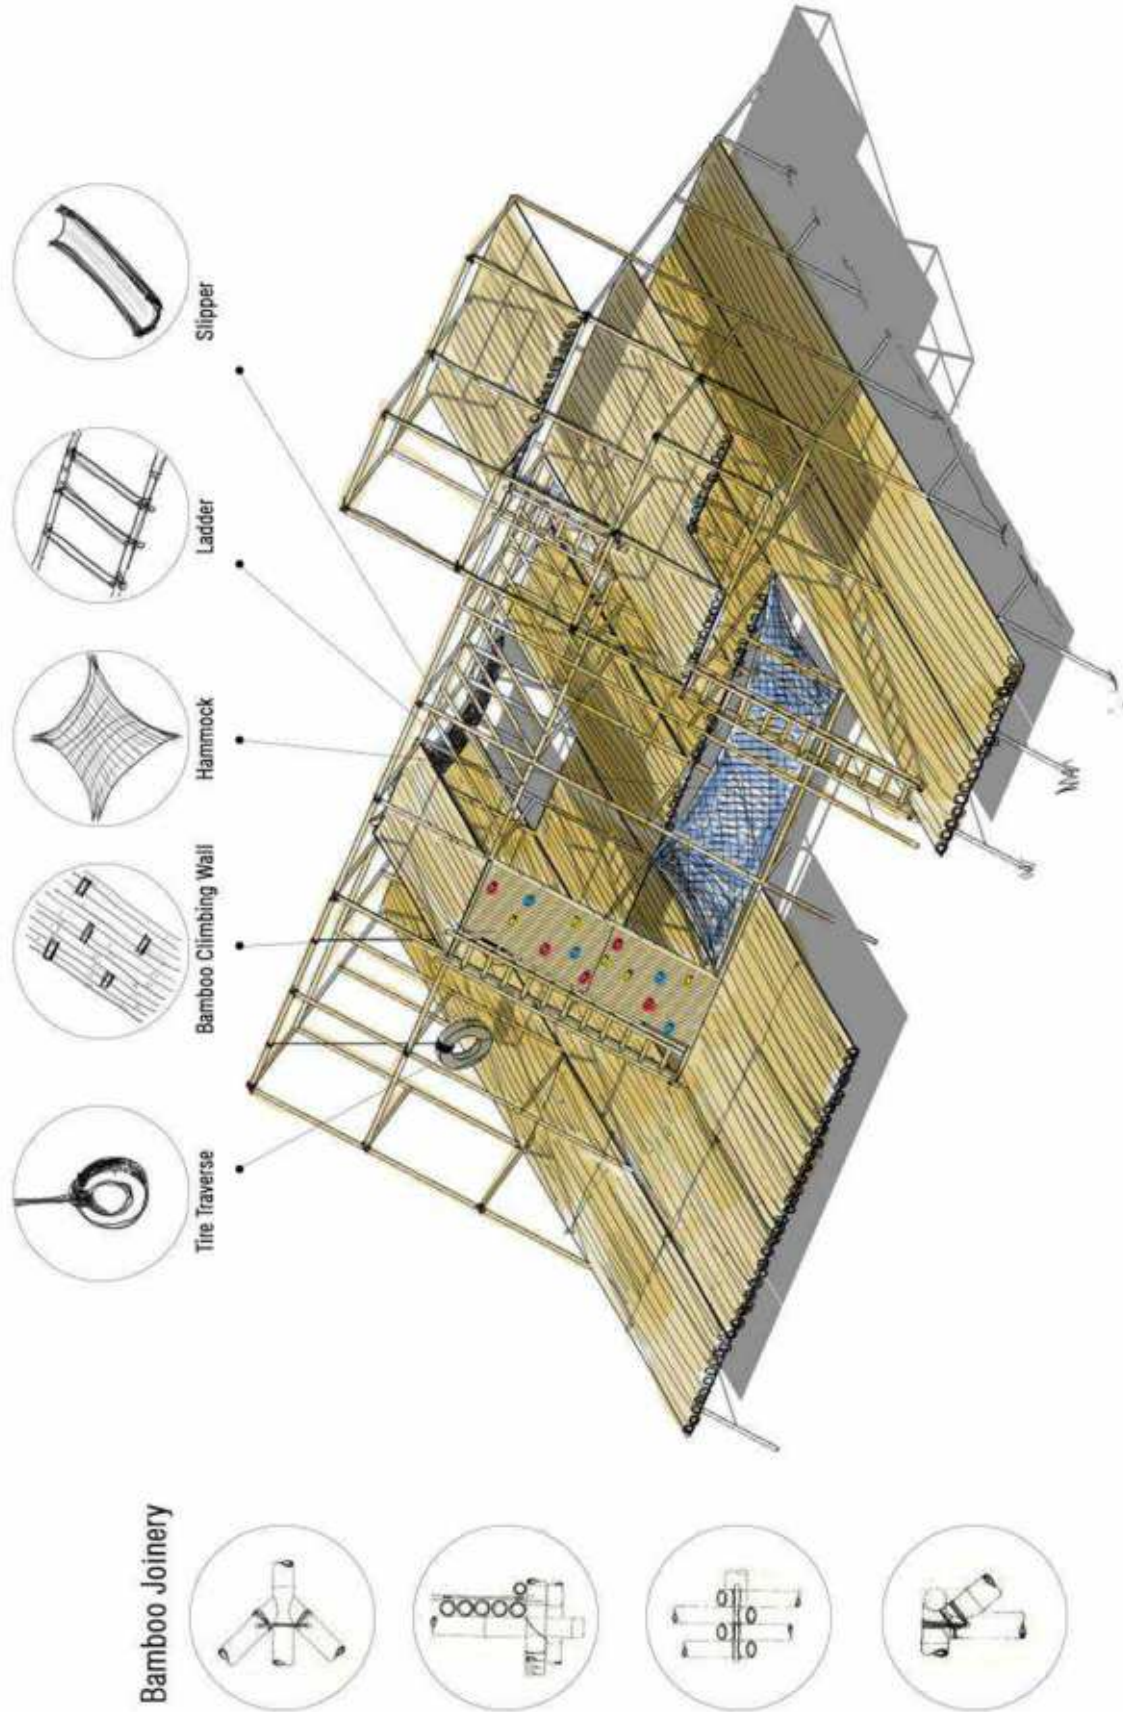 Bamboo Joinery
Tire Traverse
Bamboo Climbing Wall
Hammock
Ladder
Slipper